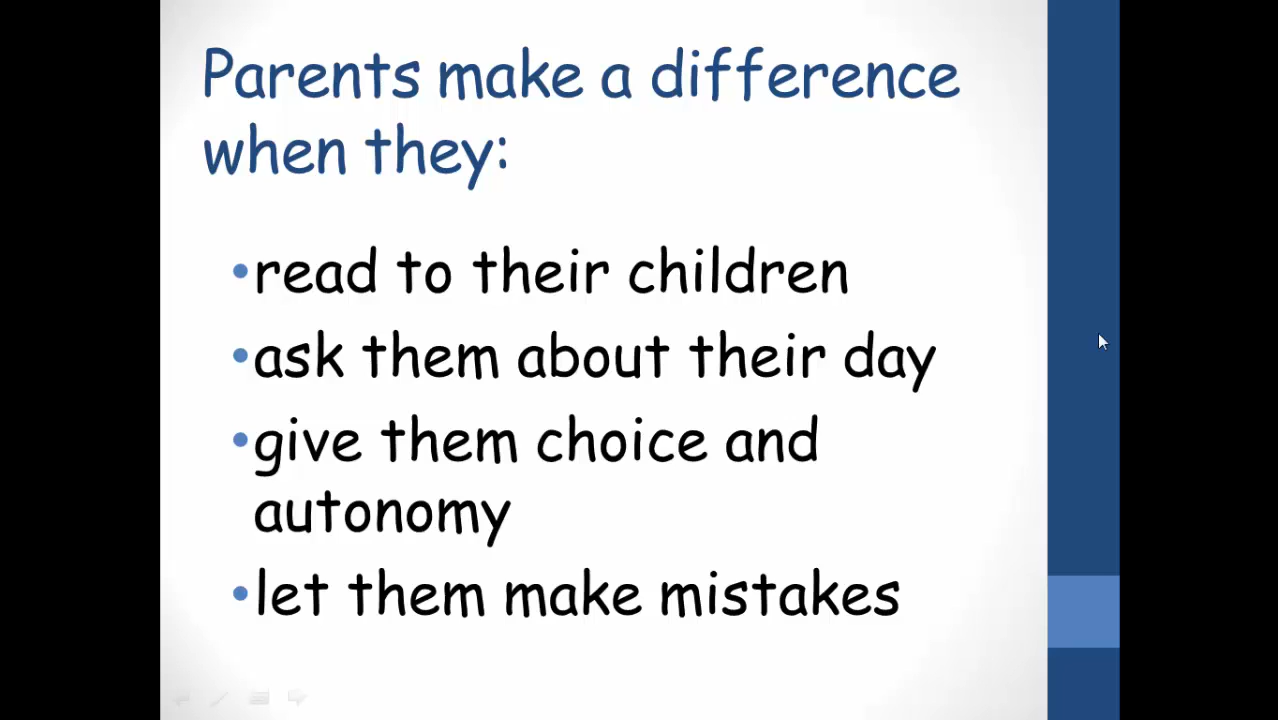 Parents make a difference
when they:
•read to their children
•ask them about their day
•give them choice and
autonomy
•let them make mistakes